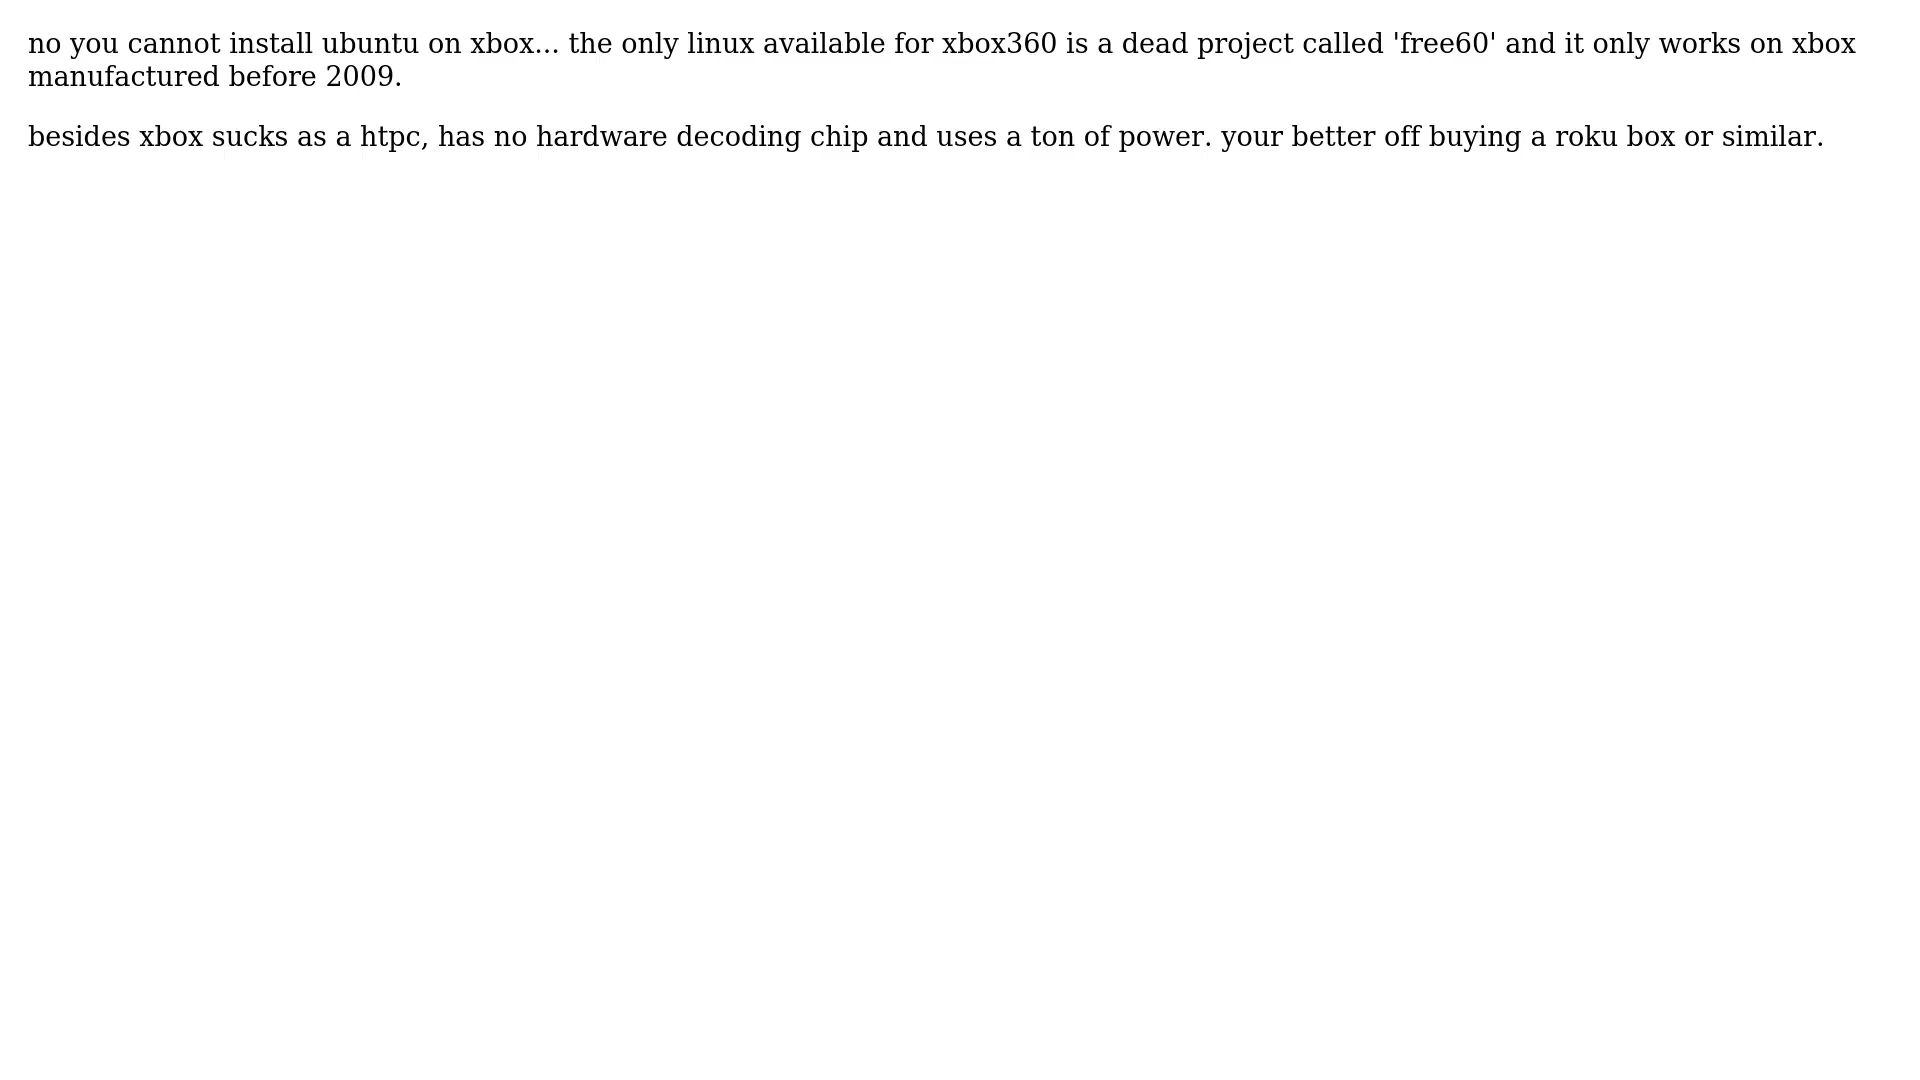 no you cannot install ubuntu on xbox... the only linux available for xbox360 is a dead project called 'free60' and it only works on xbox
manufactured before 2009.
besides xbox sucks as a htpc, has no hardware decoding chip and uses a ton of power. your better off buying a roku box or similar.